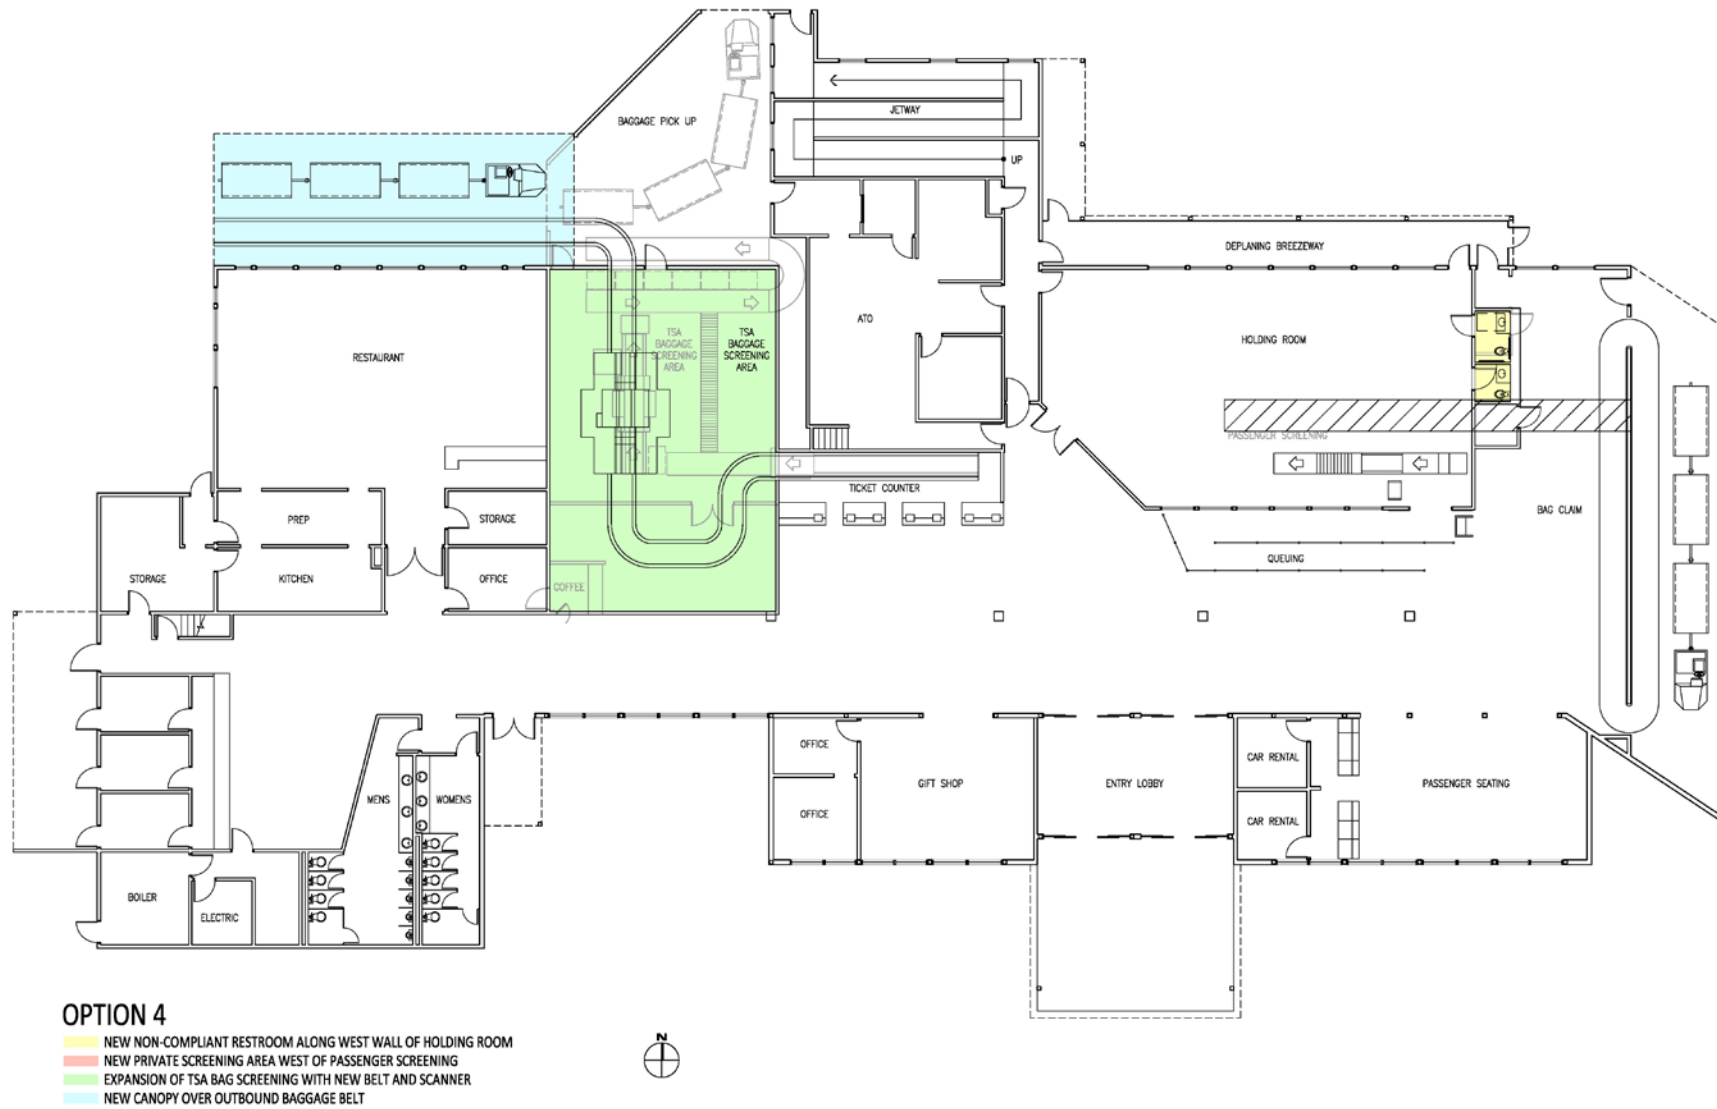 BAGGAGE PICK UP
JETWAY
UP
DEPLANING BREEZEWAY
ATO
HOLDING ROOM
RESTAURANT
TSA
BAGGAGE
SCREENING
AREA
TSA
BAGGAGE
SCREENING
AREA
PASSENGER SCREENING
TICKET COUNTER
BAG CLAIM
PREP
STORAGE
QUEUING
STORAGE
KITCHEN
OFFICE
COFFEE
OFFICE
CAR RENTAL
GIFT SHOP
ENTRY LOBBY
PASSENGER SEATING
MENS
WOMENS
OFFICE
CAR RENTAL
BOILER
ELECTRIC
OPTION 4
NEW NON-COMPLIANT RESTROOM ALONG WEST WALL OF HOLDING ROOM
NEW PRIVATE SCREENING AREA WEST OF PASSENGER SCREENING
EXPANSION OF TSA BAG SCREENING WITH NEW BELT AND SCANNER
NEW CANOPY OVER OUTBOUND BAGGAGE BELT
N